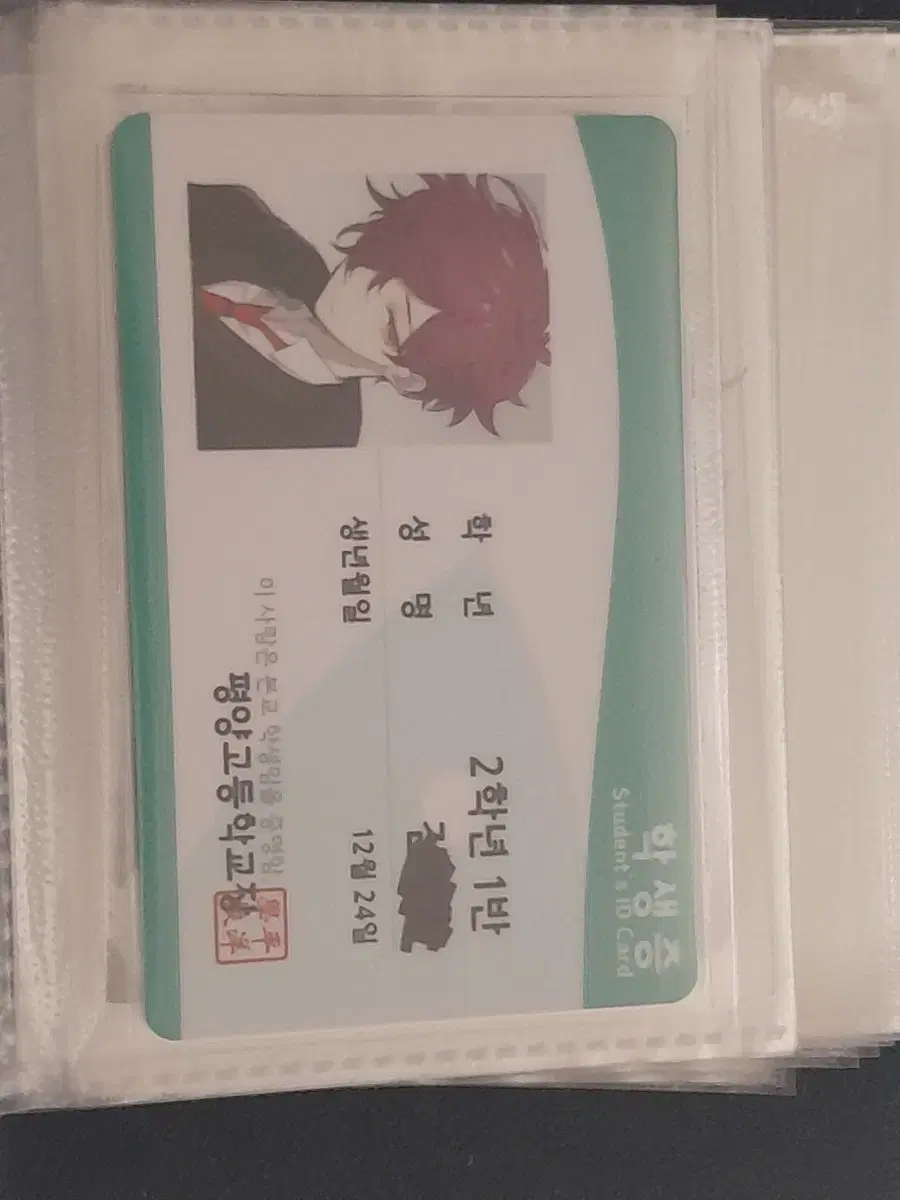 학생증
Student's ID Card
학 년 2학년 1반
성 명 김
생년월일 12월 24일
이 사람은 본교 학생임을 증명함
평양고등학교장